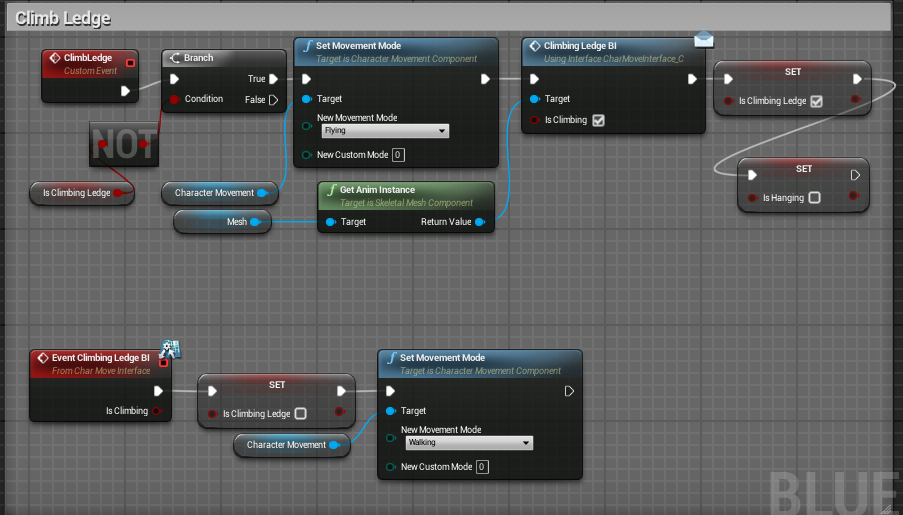 Climb Ledge
ClimbLedge
Custom Event
Branch
True
Condition
False
NOT
Is Climbing Ledge
Set Movement Mode
Target is Character Movement Component
Target
New Movement Mode
Flying
New Custom Mode 0
Character Movement
Mesh
Get Anim Instance
Target is Skeletal Mesh Component
Target
Return Value
Climbing Ledge BI
Using Interface CharMoveInterface_C
Target
Is Climbing
SET
Is Climbing Ledge
SET
Is Hanging
Event Climbing Ledge BI
From Char Move Interface
Is Climbing
SET
Is Climbing Ledge
Character Movement
Set Movement Mode
Target is Character Movement Component
Target
New Movement Mode
Walking
New Custom Mode 0
BLUE